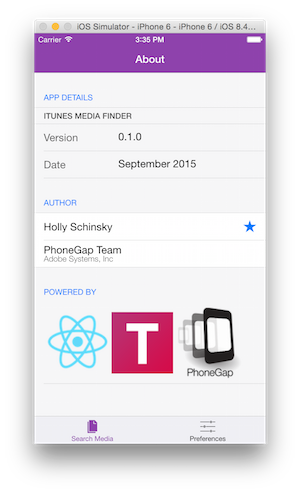 iOS Simulator - iPhone 6 - iPhone 6 / iOS 8.4...
Carrier 3:35 PM
About
APP DETAILS
ITUNES MEDIA FINDER
Version 0.1.0
Date September 2015
AUTHOR
Holly Schinsky
PhoneGap Team
Adobe Systems, Inc
POWERED BY
T
PhoneGap
Search Media Preferences